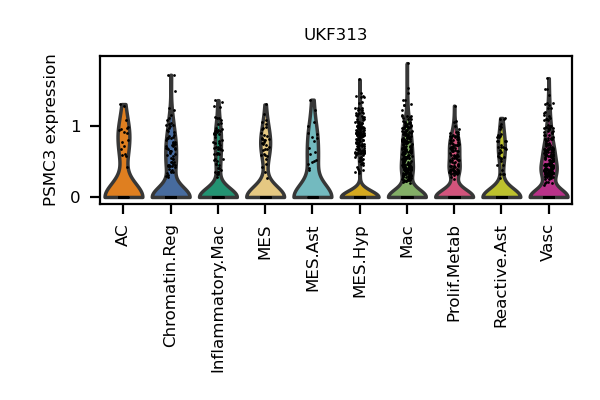 UKF313
PSMC3 expression
1
0
AC
Chromatin.Reg
Inflammatory.Mac
MES
MES.Ast
MES.Hyp
Mac
Prolif.Metab
Reactive.Ast
Vasc